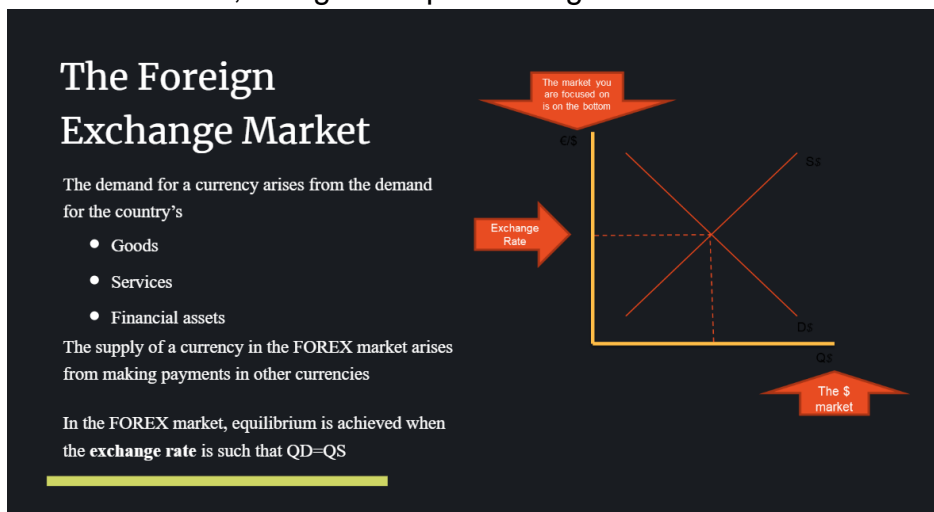 The Foreign
Exchange Market
The demand for a currency arises from the demand
for the country's
● Goods
● Services
● Financial assets
The supply of a currency in the FOREX market arises
from making payments in other currencies
In the FOREX market, equilibrium is achieved when
the exchange rate is such that QD=QS
The market you
are focused on
is on the bottom
€/$
S$
Exchange
Rate
D$
Q$
The $
market